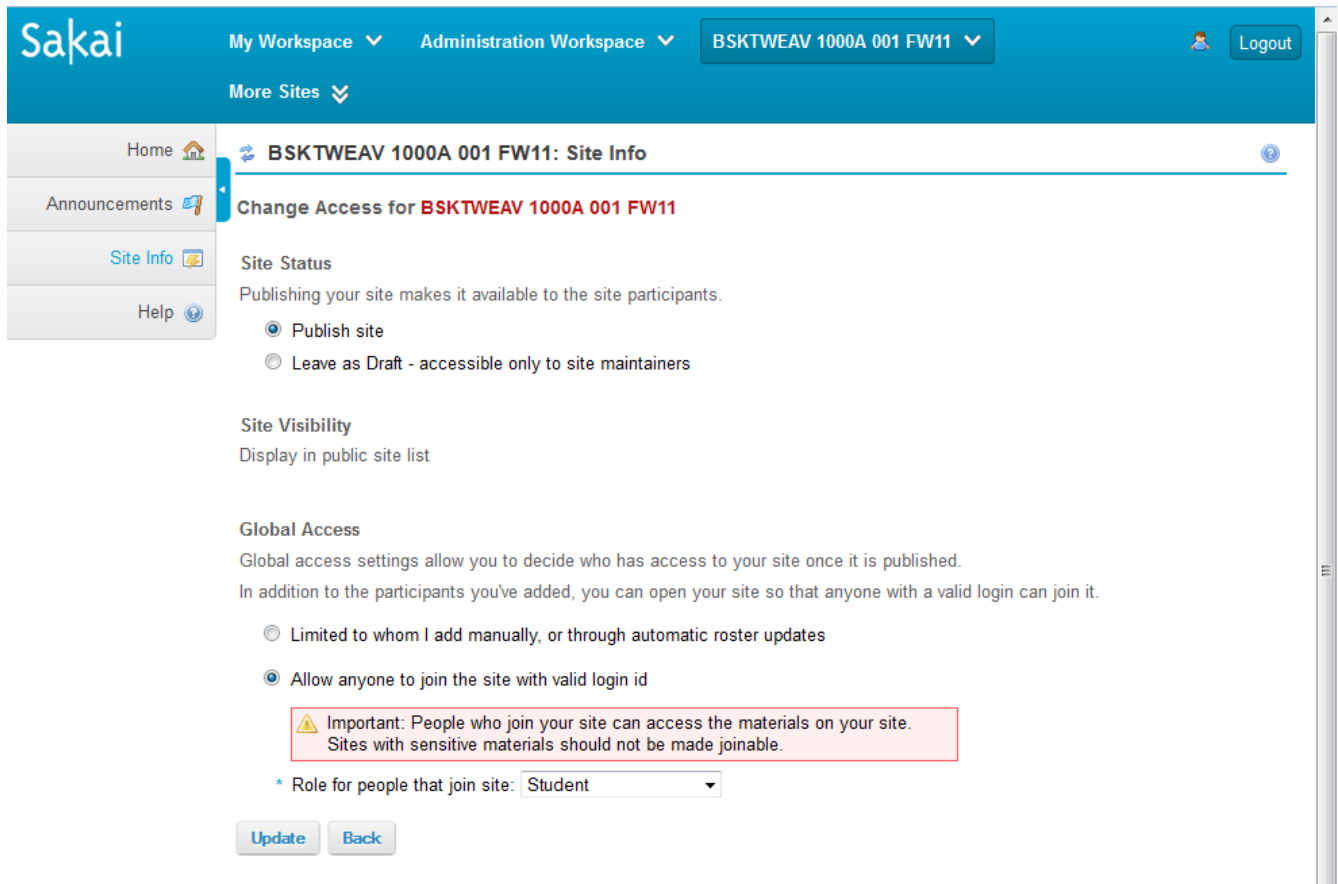 Sakai
My Workspace
Administration Workspace
BSKTWEAV 1000A 001 FW11
Logout
More Sites
Home
Announcements
Site Info
Help
BSKTWEAV 1000A 001 FW11: Site Info
Change Access for BSKTWEAV 1000A 001 FW11
Site Status
Publishing your site makes it available to the site participants.
Publish site
Leave as Draft - accessible only to site maintainers
Site Visibility
Display in public site list
Global Access
Global access settings allow you to decide who has access to your site once it is published.
In addition to the participants you've added, you can open your site so that anyone with a valid login can join it.
Limited to whom I add manually, or through automatic roster updates
Allow anyone to join the site with valid login id
Important: People who join your site can access the materials on your site.
Sites with sensitive materials should not be made joinable.
* Role for people that join site: Student
Update
Back